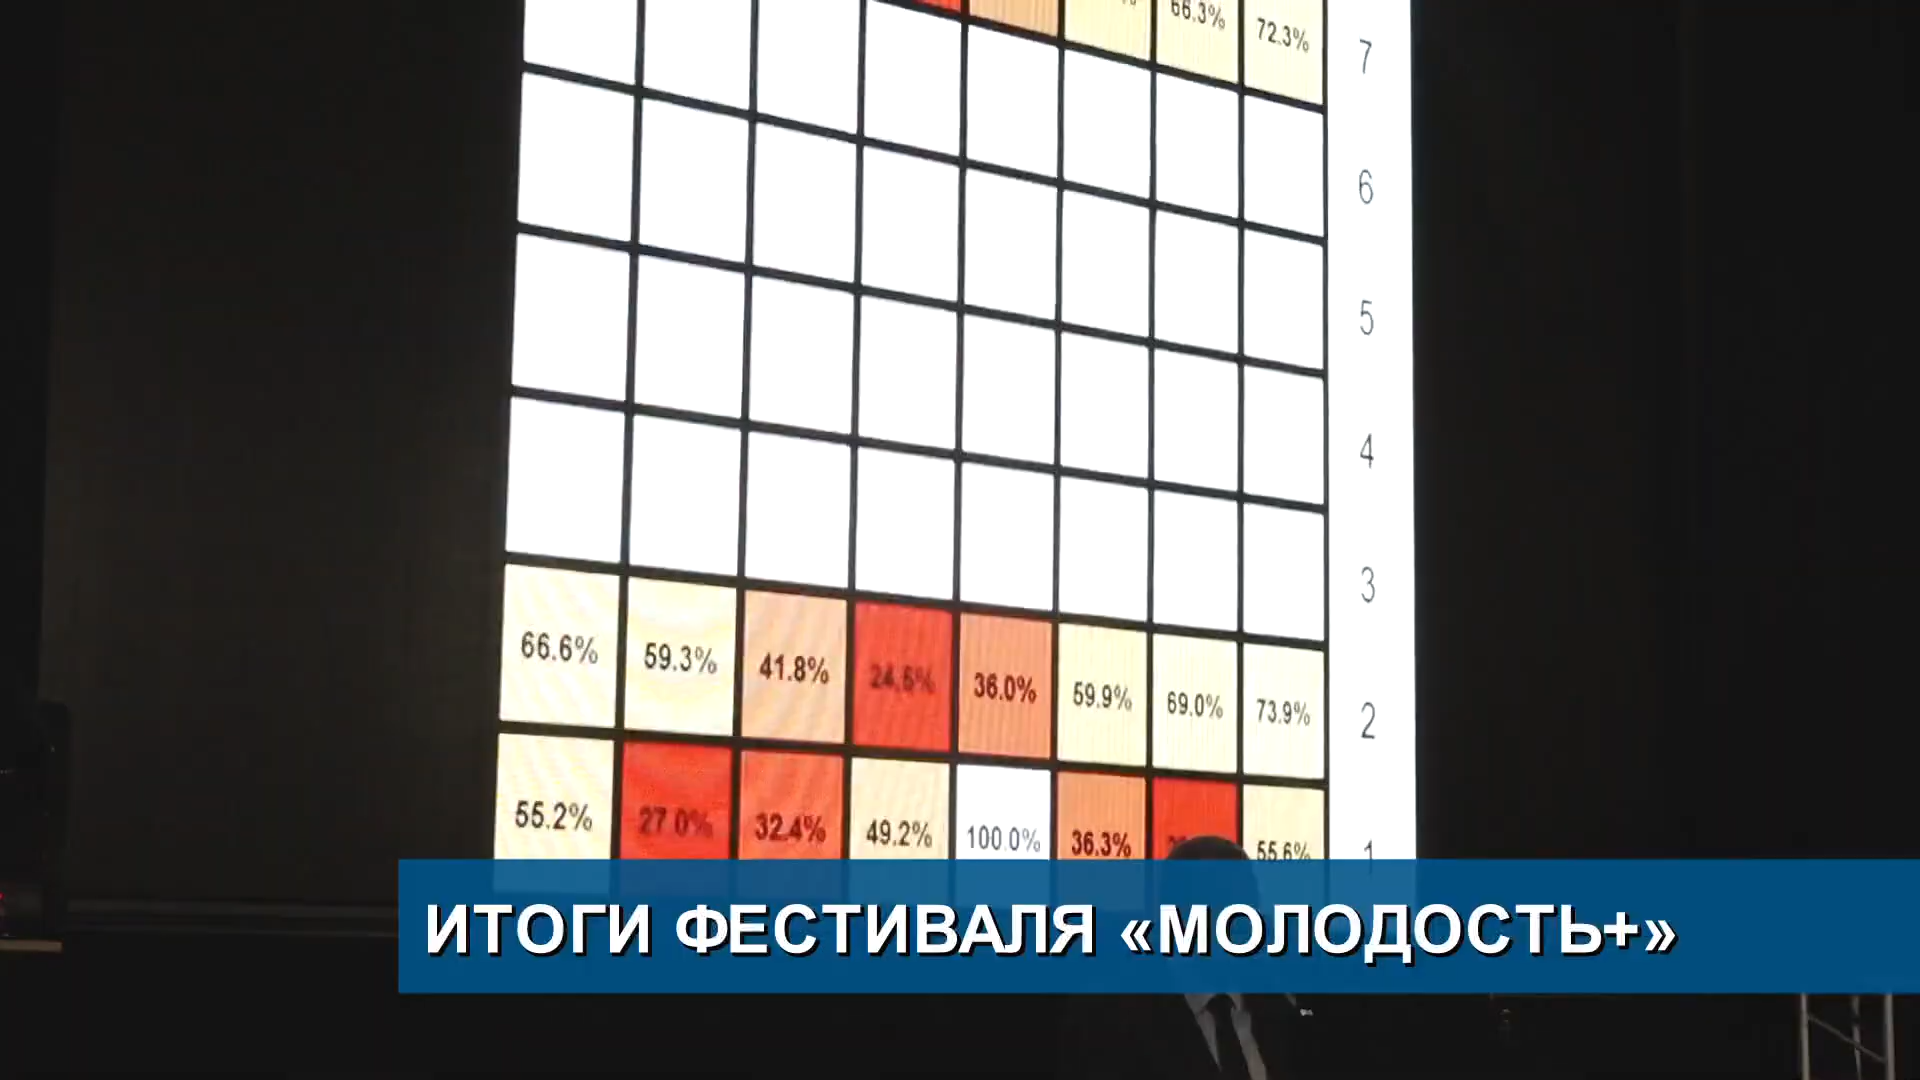 66.3% 72.3% 7
6
5
4
3
66.6% 59.3% 41.8% 24.5% 36.0% 59.9% 69.0% 73.9% 2
55.2% 27.0% 32.4% 49.2% 100.0% 36.3% 55.6% 1
ИТОГИ ФЕСТИВАЛЯ «МОЛОДОСТЬ+»